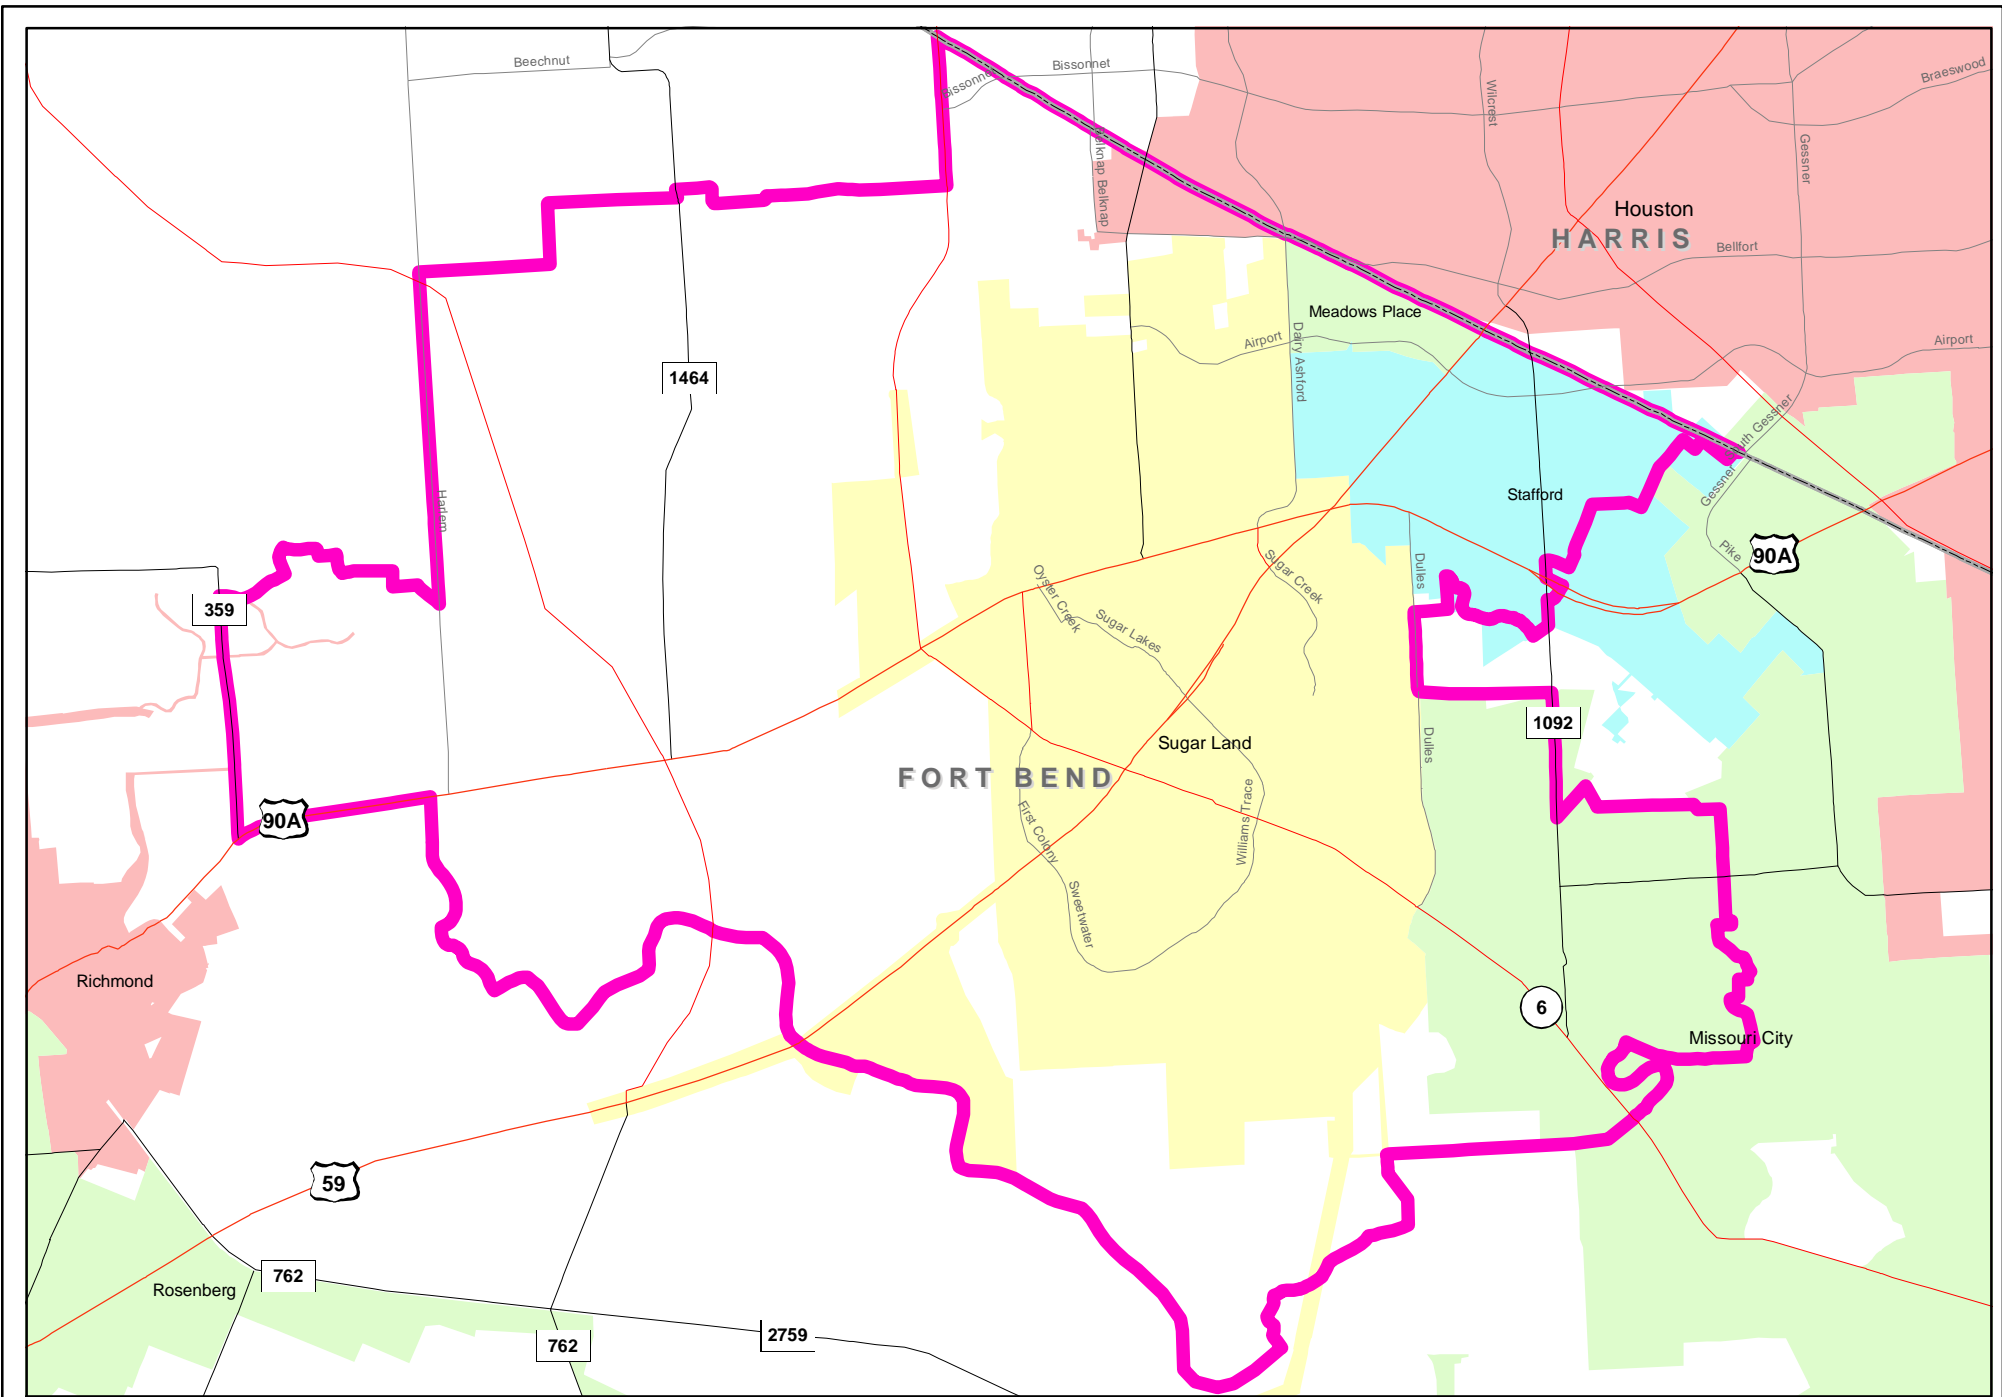 Beechnut
Bissonnet
Bissonne
Braeswood
Wilcrest
Gessner
Belknap
Houston
HARRIS
Bellfort
Meadows Place
Airport
Dairy Ashford
Airport
1464
Gessner
South Gessner
Stafford
Harlem
Pike
90A
Dulles
Sugar Creek
Oyster Creek
Sugar Lakes
359
1092
Sugar Land
Dulles
FORT BEND
90A
First Colony
Williams Trace
Sweetwater
Richmond
6
Missouri City
59
762
Rosenberg
762
2759